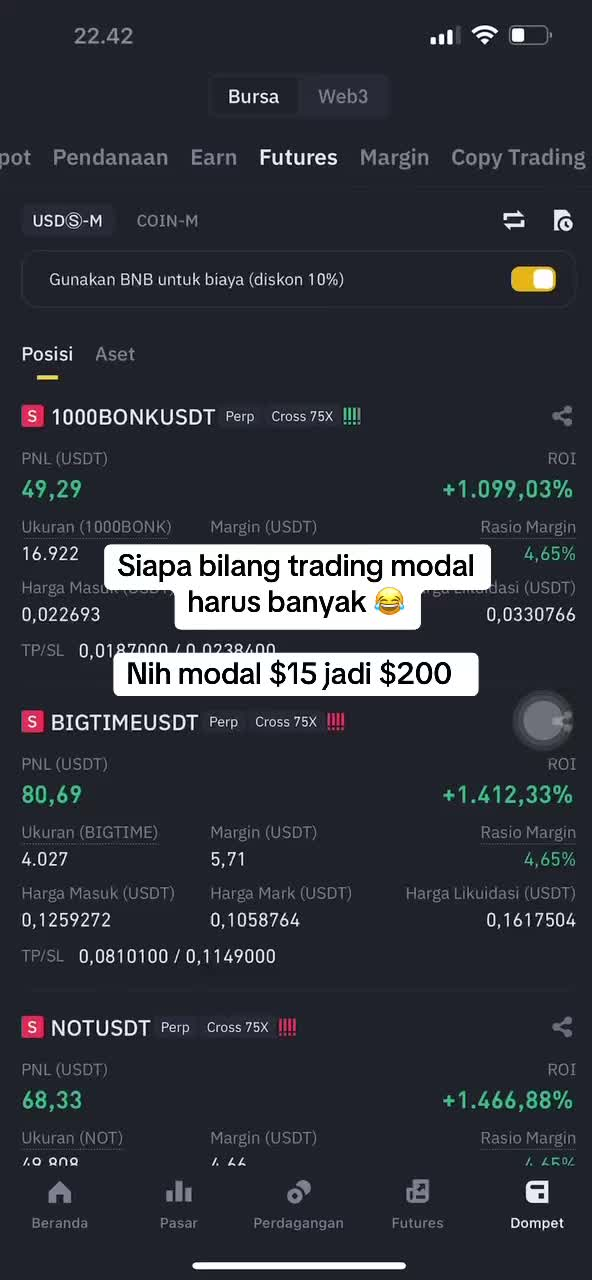 22.42
Bursa Web3
pot Pendanaan Earn Futures Margin Copy Trading
USDⓈ-M COIN-M
Gunakan BNB untuk biaya (diskon 10%)
Posisi Aset
S 1000BONKUSDT Perp Cross 75X !!!!
PNL (USDT) ROI
49,29 +1.099,03%
Ukuran (1000BONK) Margin (USDT) Rasio Margin
16.922 4,65%
Siapa bilang trading modal
harus banyak 😂
Harga Masuk (USDT) Likuidasi (USDT)
0,022693 0,0330766
TP/SL 0,0187000 / 0,0238400
Nih modal $15 jadi $200
S BIGTIMEUSDT Perp Cross 75X !!!!
PNL (USDT) ROI
80,69 +1.412,33%
Ukuran (BIGTIME) Margin (USDT) Rasio Margin
4.027 5,71 4,65%
Harga Masuk (USDT) Harga Mark (USDT) Harga Likuidasi (USDT)
0,1259272 0,1058764 0,1617504
TP/SL 0,0810100 / 0,1149000
S NOTUSDT Perp Cross 75X !!!!
PNL (USDT) ROI
68,33 +1.466,88%
Ukuran (NOT) Margin (USDT) Rasio Margin
49.808 4,66 4,65%
Beranda Pasar Perdagangan Futures Dompet